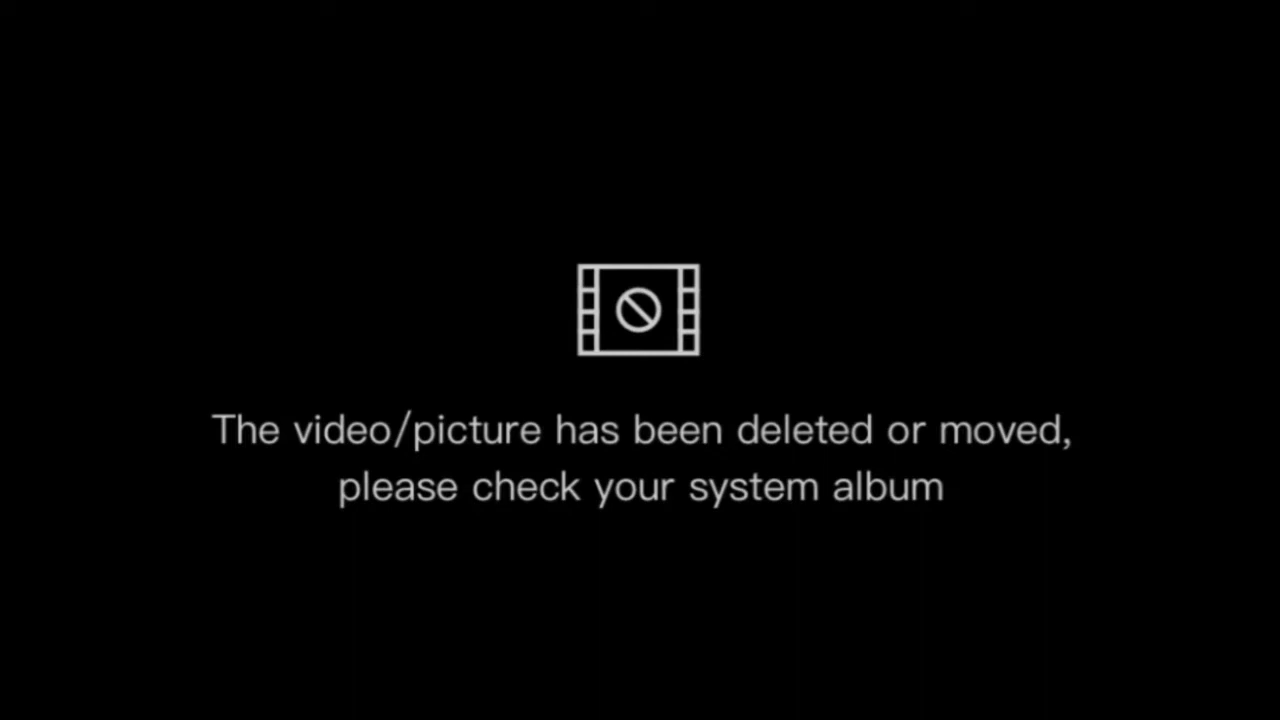 The video/picture has been deleted or moved,
please check your system album